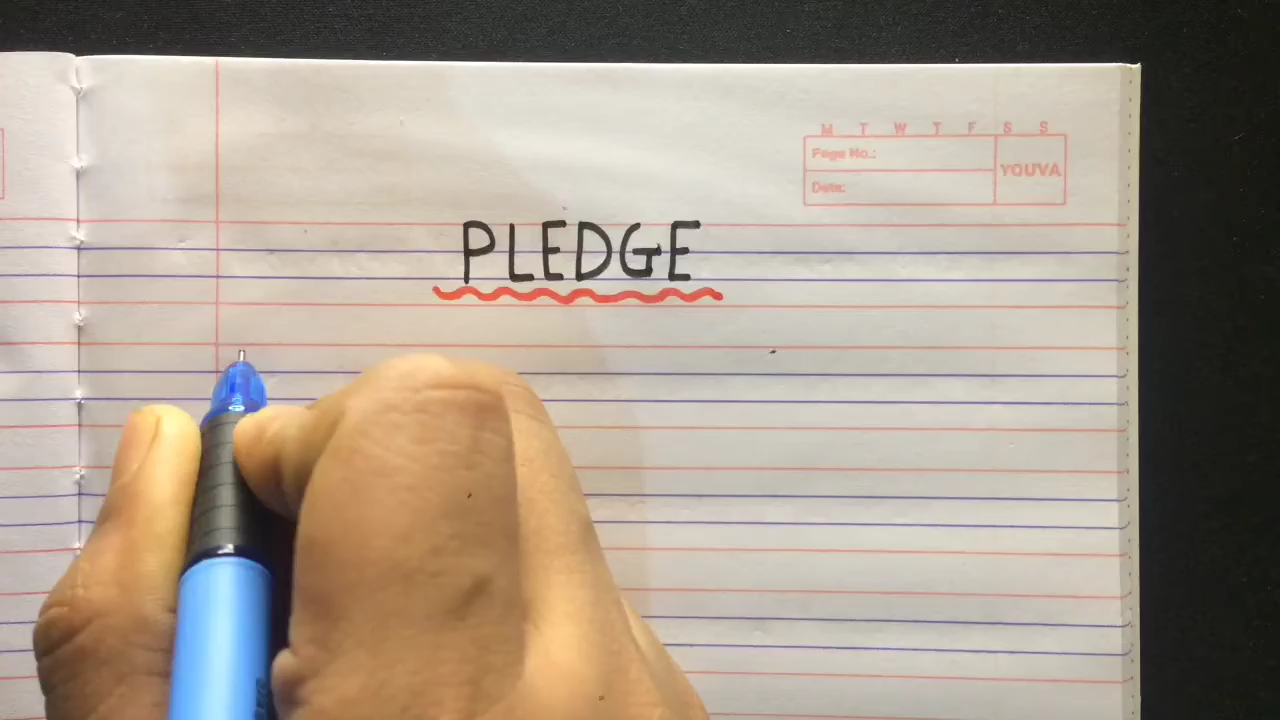 M T W T F S S
Page No.:
YOUVA
Date:
PLEDGE